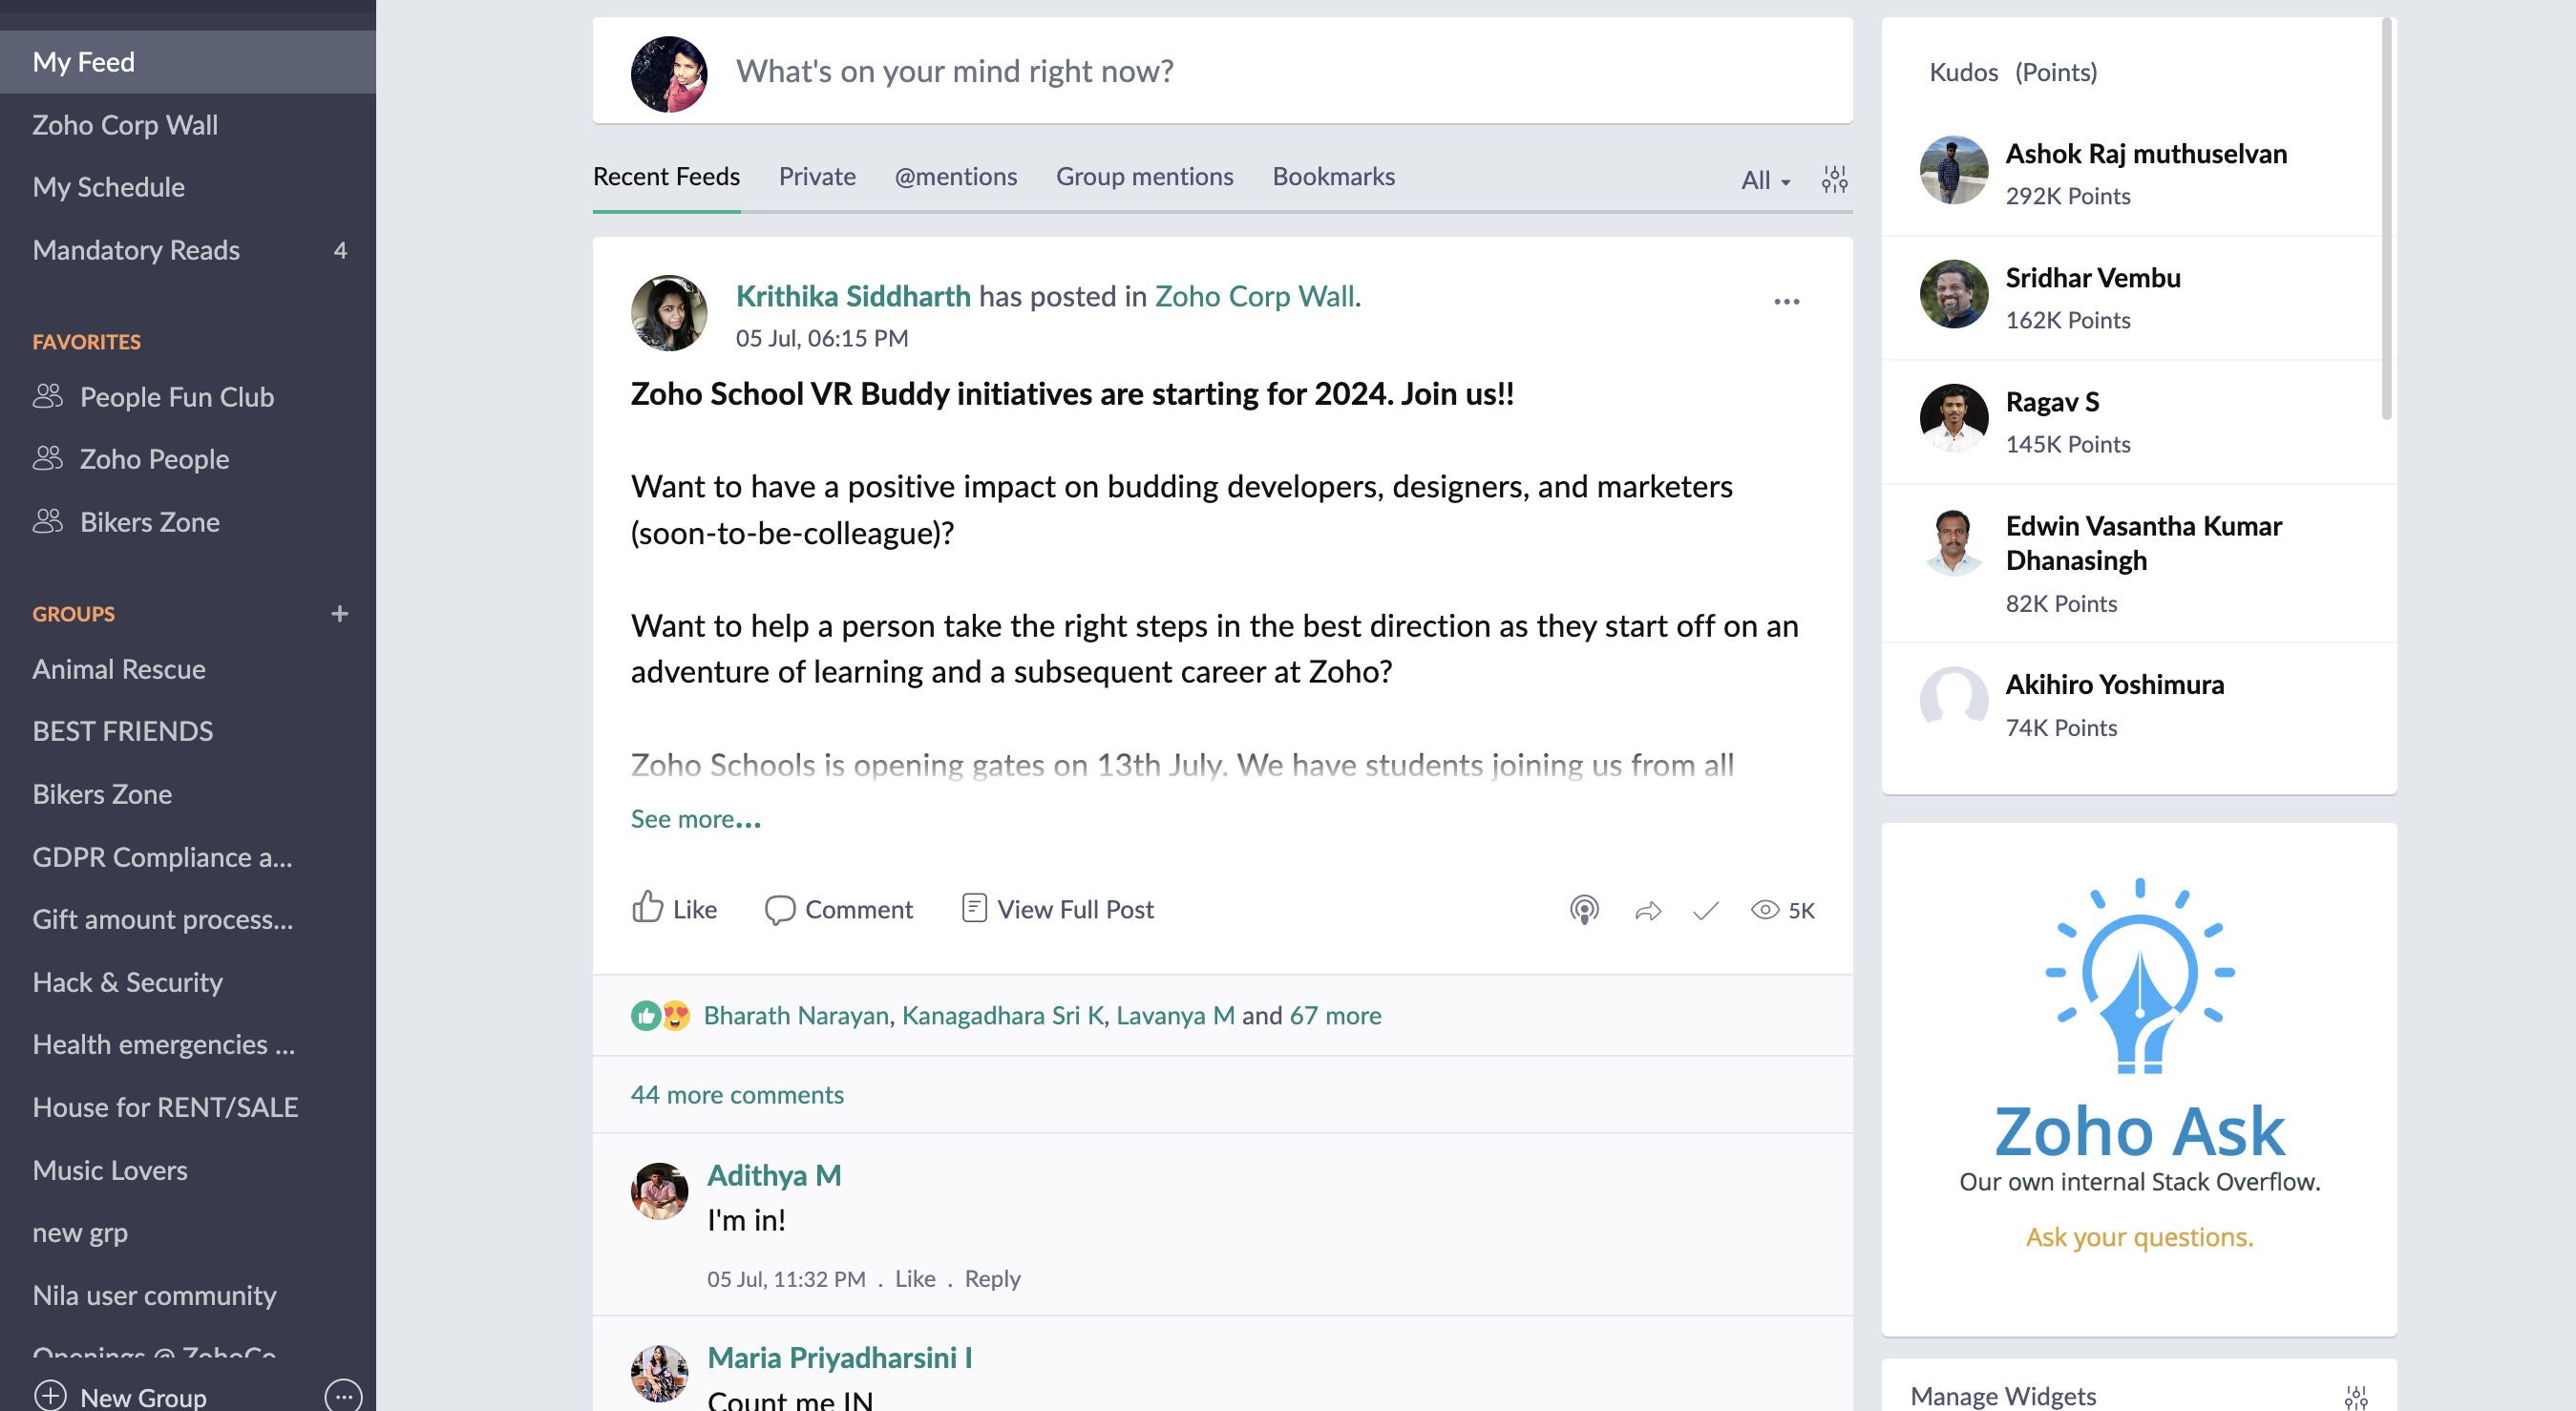 My Feed
Zoho Corp Wall
My Schedule
Mandatory Reads 4
FAVORITES
People Fun Club
Zoho People
Bikers Zone
GROUPS +
Animal Rescue
BEST FRIENDS
Bikers Zone
GDPR Compliance a...
Gift amount process...
Hack & Security
Health emergencies ...
House for RENT/SALE
Music Lovers
new grp
Nila user community
Openings @ ZohoCo
New Group
What's on your mind right now?
Recent Feeds Private @mentions Group mentions Bookmarks All
Krithika Siddharth has posted in Zoho Corp Wall.
05 Jul, 06:15 PM
Zoho School VR Buddy initiatives are starting for 2024. Join us!!
Want to have a positive impact on budding developers, designers, and marketers
(soon-to-be-colleague)?
Want to help a person take the right steps in the best direction as they start off on an
adventure of learning and a subsequent career at Zoho?
Zoho Schools is opening gates on 13th July. We have students joining us from all
See more...
Like Comment View Full Post 5K
Bharath Narayan, Kanagadhara Sri K, Lavanya M and 67 more
44 more comments
Adithya M
I'm in!
05 Jul, 11:32 PM . Like . Reply
Maria Priyadharsini I
Count me IN
Kudos (Points)
Ashok Raj muthuselvan
292K Points
Sridhar Vembu
162K Points
Ragav S
145K Points
Edwin Vasantha Kumar
Dhanasingh
82K Points
Akihiro Yoshimura
74K Points
Zoho Ask
Our own internal Stack Overflow.
Ask your questions.
Manage Widgets